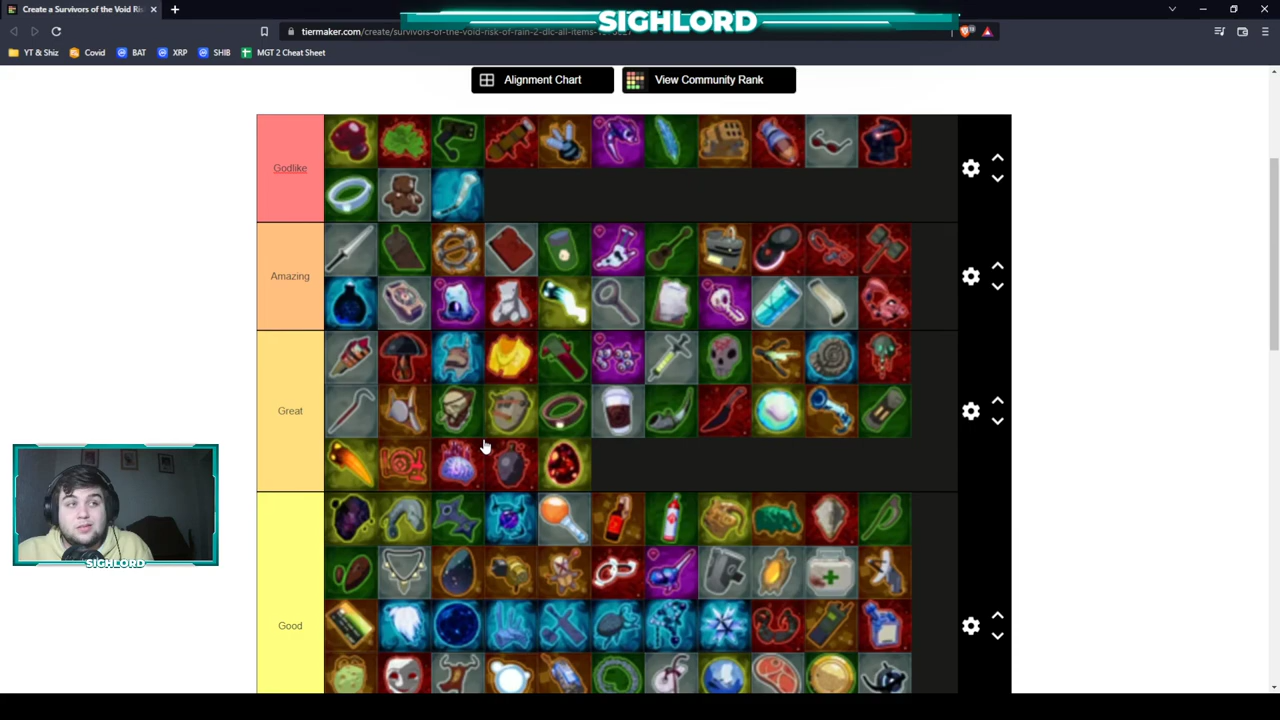 Create a Survivors of the Void Ris
SIGHLORD
tiermaker.com/create/survivors-of-the-void-risk-of-rain-2-dlc-all-items-
YT & Shiz
Covid
BAT
XRP
SHIB
MGT 2 Cheat Sheet
Alignment Chart
View Community Rank
Godlike
Amazing
Great
Good
SIGHLORD